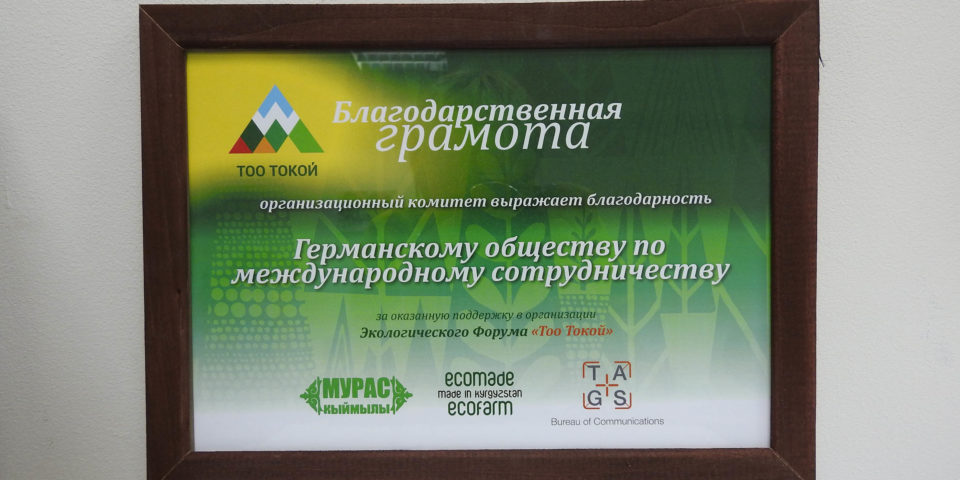 Благодарственная
грамота
ТОО ТОКОЙ
организационный комитет выражает благодарность
Германскому обществу по
международному сотрудничеству
за оказанную поддержку в организации
Экологического Форума «Тоо Токой»
МУРАС
КЫЙМЫЛЫ
ecomade
made in kyrgyzstan
ecofarm
T A
G S
Bureau of Communications